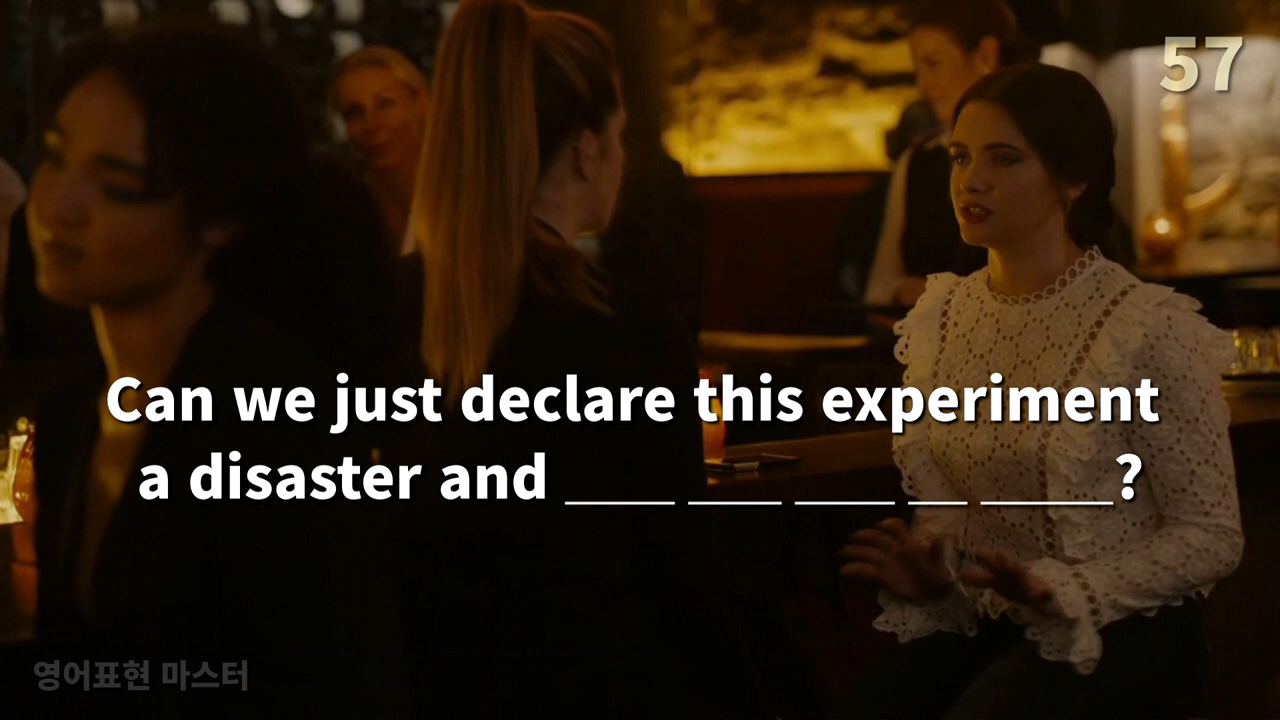 57
Can we just declare this experiment
a disaster and ____ ___ ____ __ ____?
영어표현 마스터